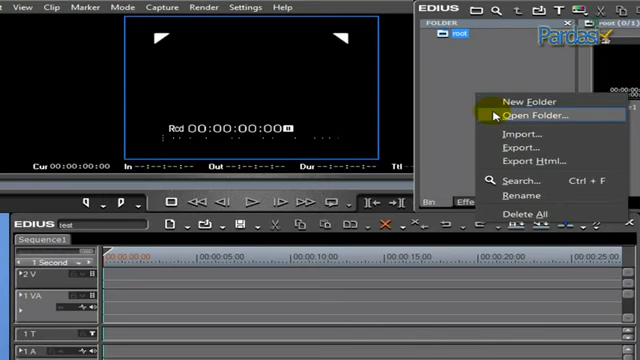 View Clip Marker Mode Capture Render Settings Help
EDIUS
FOLDER
root
root (0/1)
Pardasi
New Folder
Open Folder...
Import...
Export...
Export Html...
Search... Ctrl + F
Rename
Delete All
Rcd 00:00:00:00
Cur 00:00:00:00 In --:--:--:-- Out --:--:--:-- Dur --:--:--:-- Ttl
Bin Effe
EDIUS test
Sequence1
1 Second
00:00:00:00 00:00:05:00 00:00:10:00 00:00:15:00 00:00:20:00 00:00:25:00
2 V
1 VA
1 T
1 A